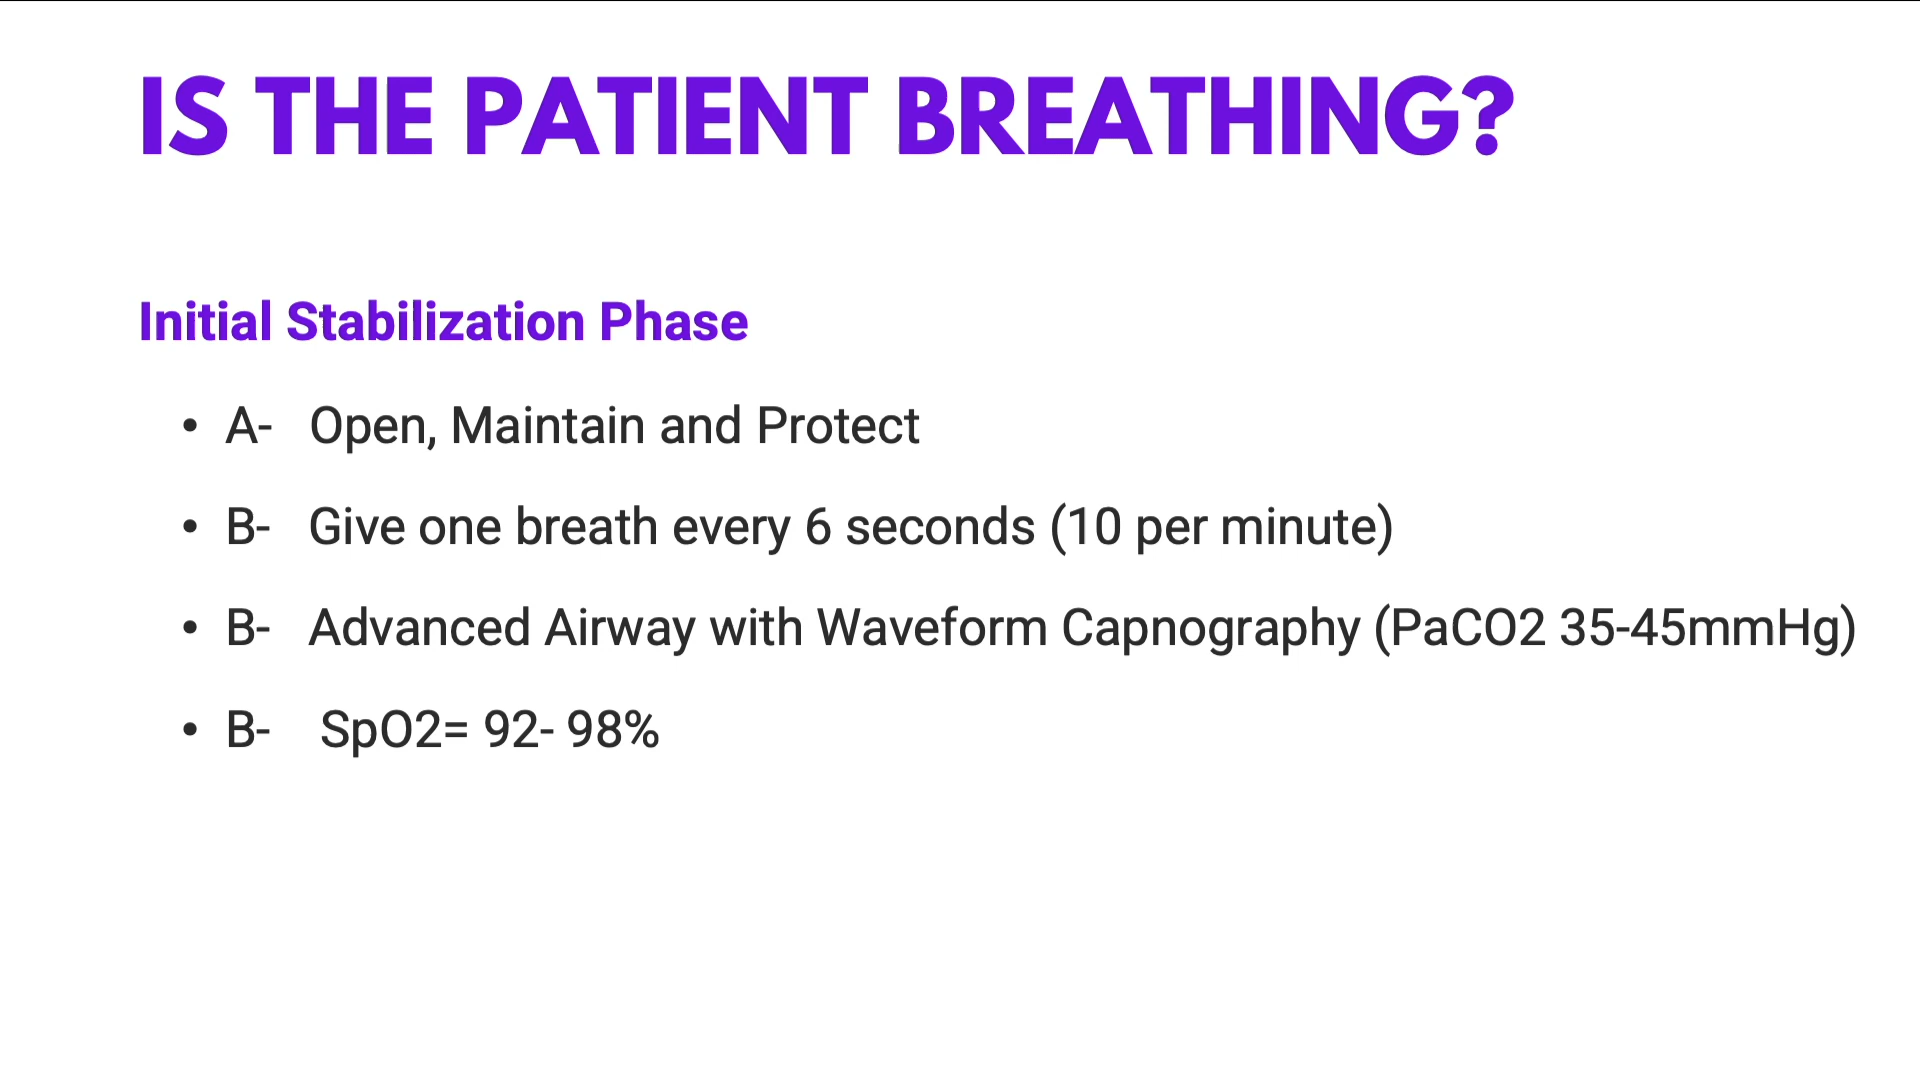 IS THE PATIENT BREATHING?
Initial Stabilization Phase
• A- Open, Maintain and Protect
• B- Give one breath every 6 seconds (10 per minute)
• B- Advanced Airway with Waveform Capnography (PaCO2 35-45mmHg)
• B- SpO2= 92- 98%